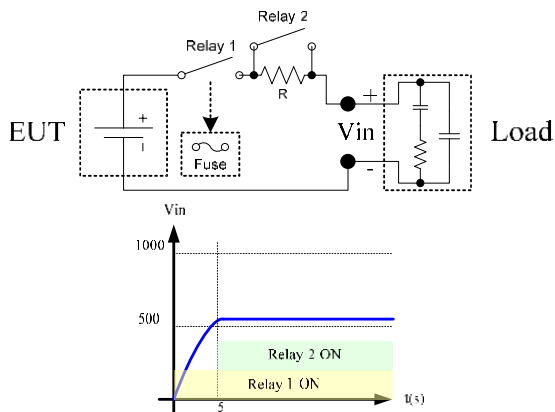 Relay 2
Relay 1
R
+
EUT
+
-
Fuse
Vin
-
Load
Vin
1000
500
Relay 2 ON
Relay 1 ON
5
t(s)